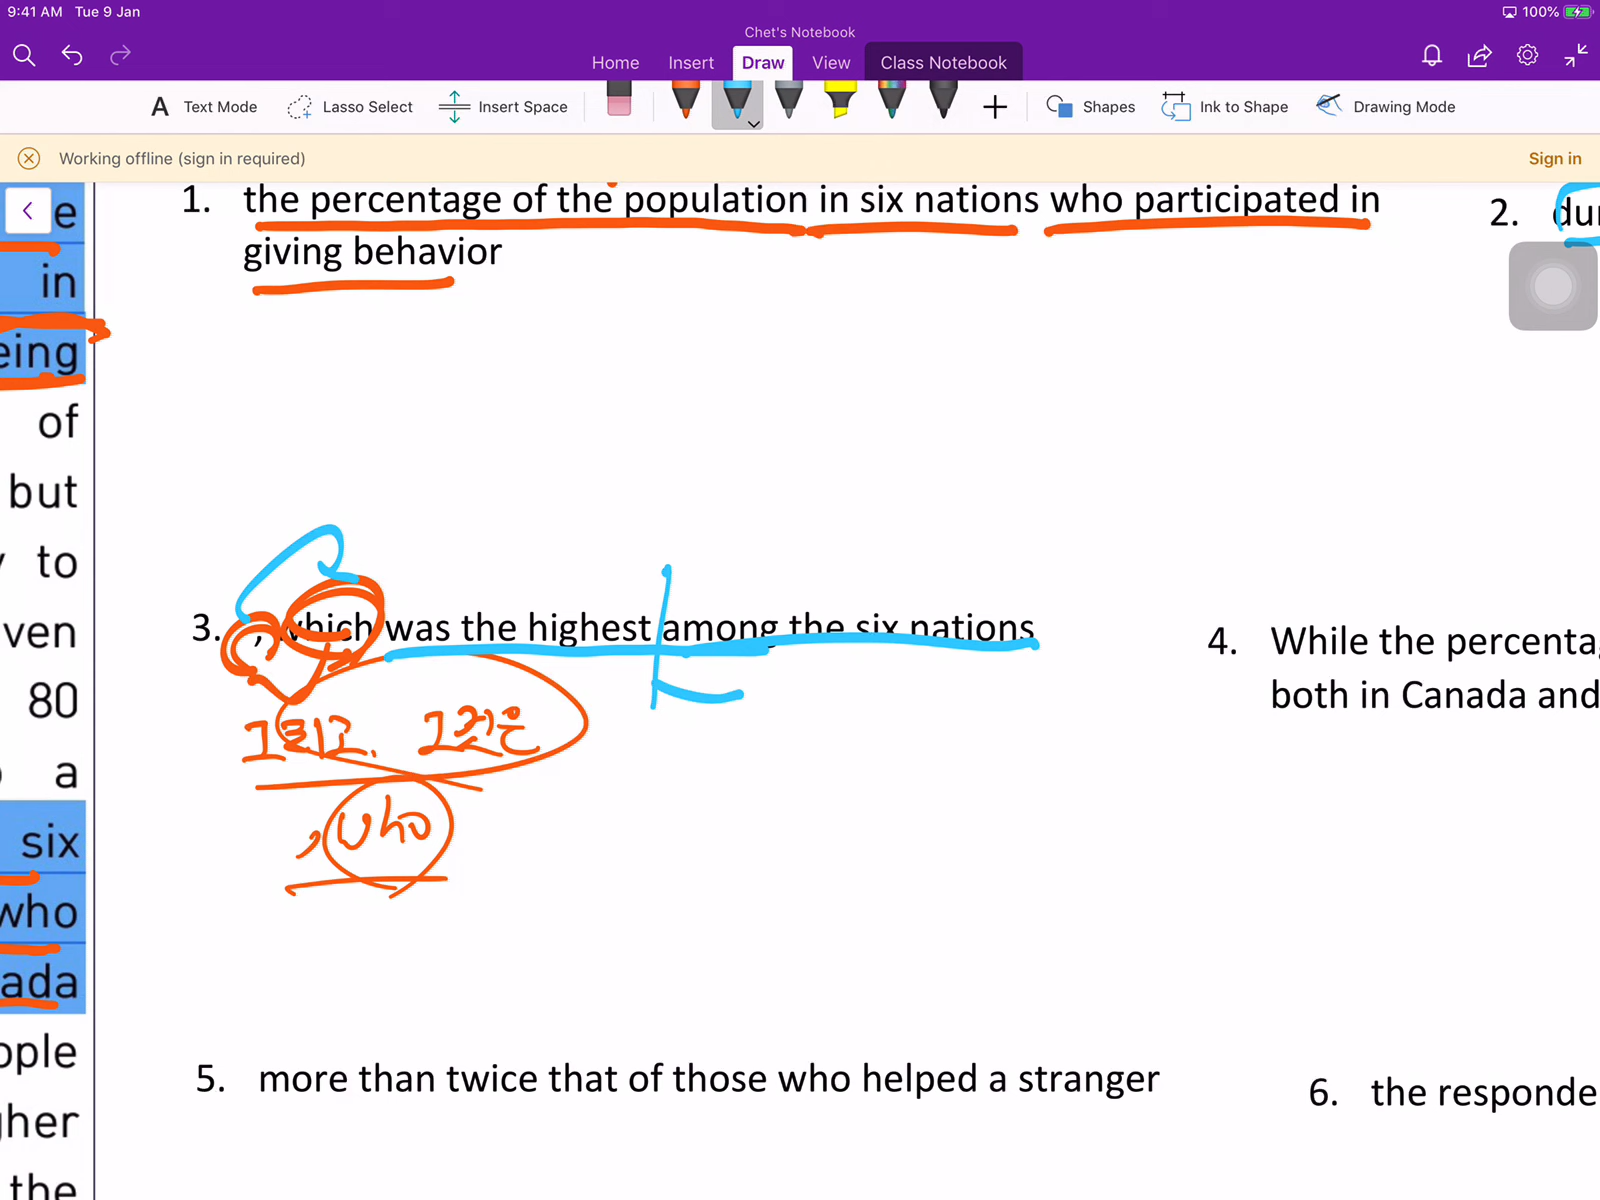 9:41 AM Tue 9 Jan
100%
Chet's Notebook
Home Insert Draw View Class Notebook
A Text Mode Lasso Select Insert Space Shapes Ink to Shape Drawing Mode
Working offline (sign in required) Sign in
e
in
eing
of
but
to
ven
80
a
six
who
ada
ople
gher
the
1. the percentage of the population in six nations who participated in
giving behavior
2. dur
3. , which was the highest among the six nations
그리고. 그것은
, who
4. While the percenta
both in Canada and
5. more than twice that of those who helped a stranger
6. the responde